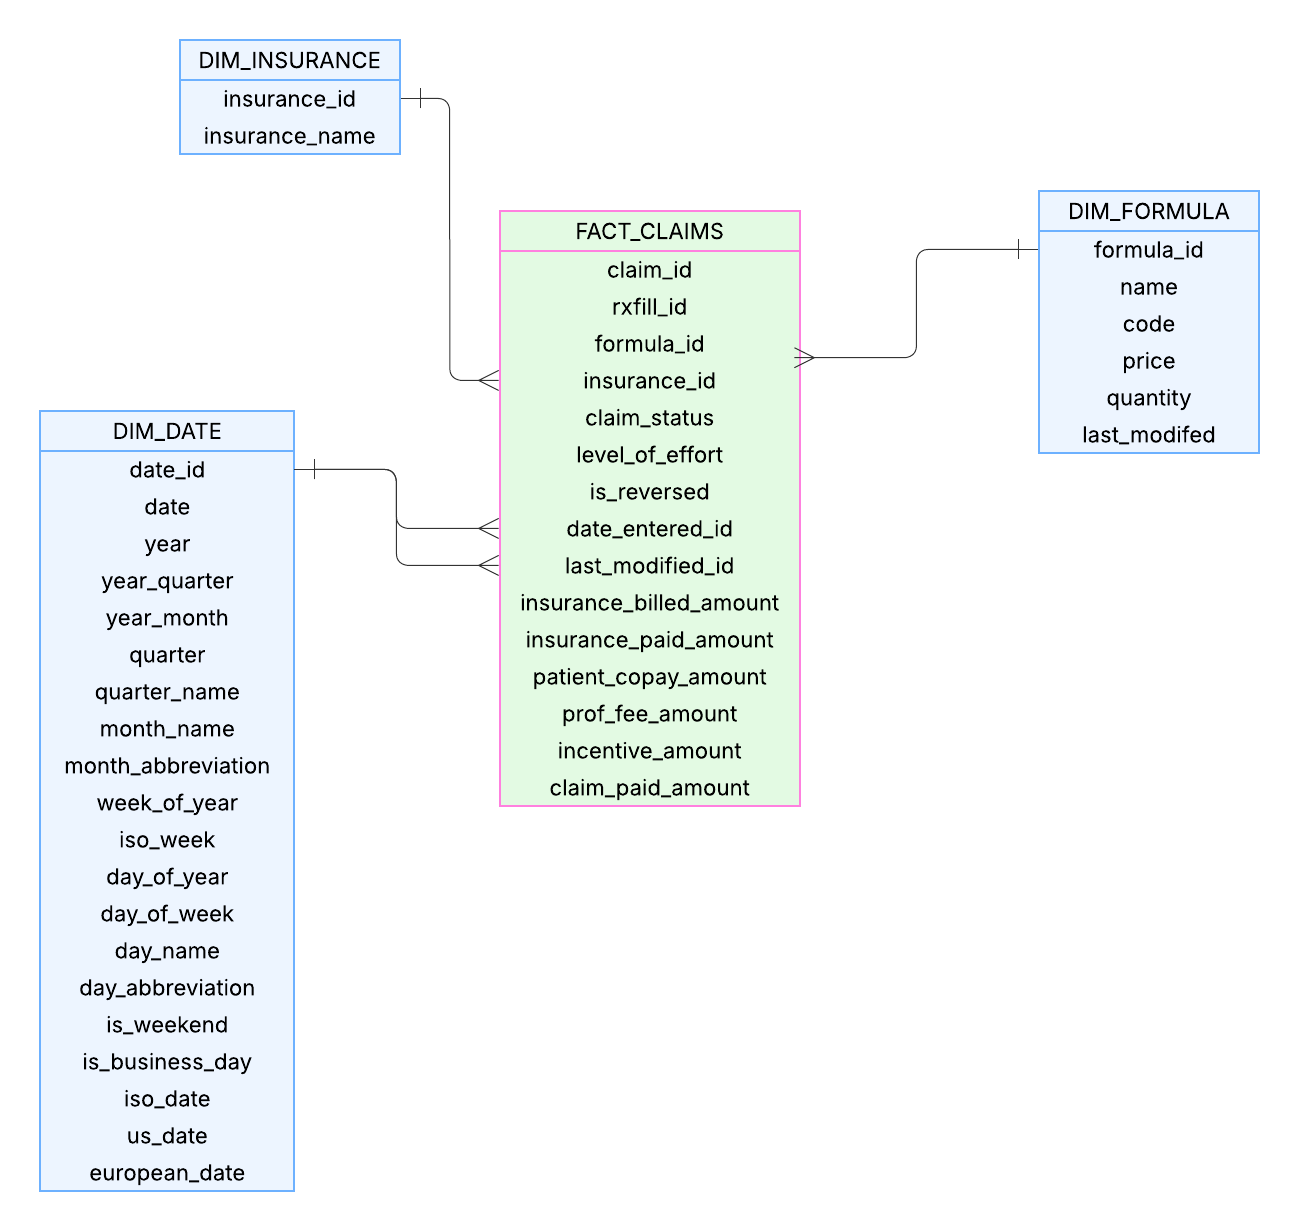 DIM_INSURANCE
insurance_id
insurance_name
DIM_FORMULA
formula_id
name
code
price
quantity
last_modifed
FACT_CLAIMS
claim_id
rxfill_id
formula_id
insurance_id
claim_status
level_of_effort
is_reversed
date_entered_id
last_modified_id
insurance_billed_amount
insurance_paid_amount
patient_copay_amount
prof_fee_amount
incentive_amount
claim_paid_amount
DIM_DATE
date_id
date
year
year_quarter
year_month
quarter
quarter_name
month_name
month_abbreviation
week_of_year
iso_week
day_of_year
day_of_week
day_name
day_abbreviation
is_weekend
is_business_day
iso_date
us_date
european_date